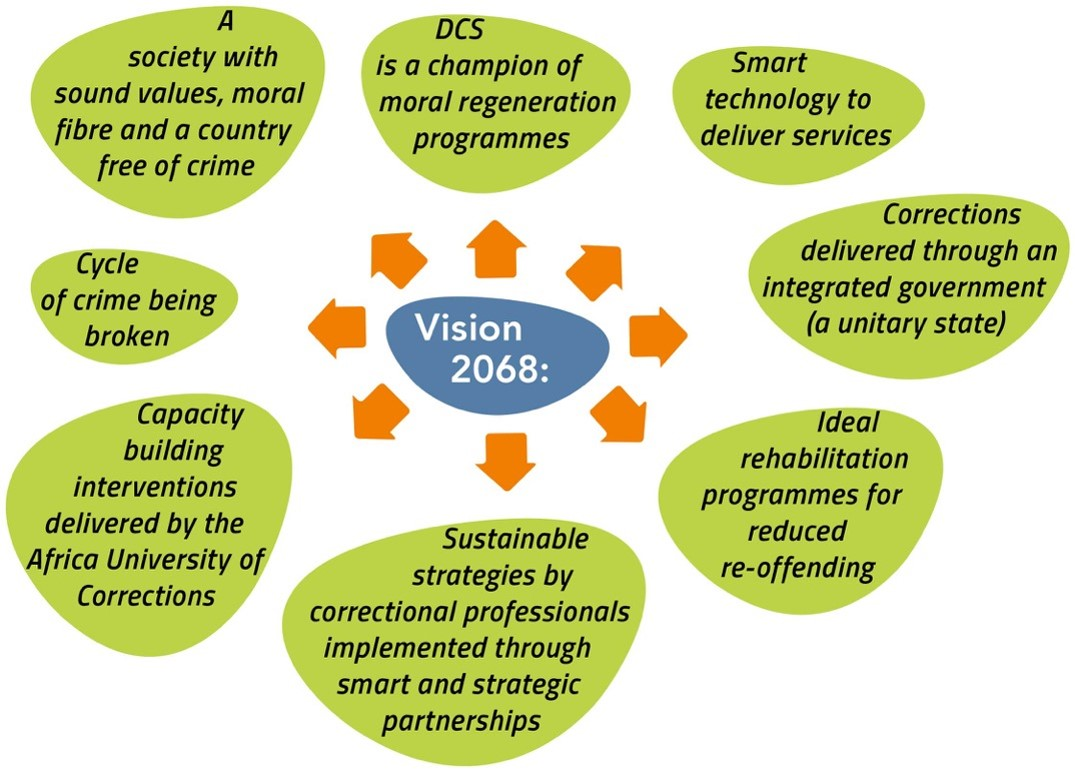 A
society with
sound values, moral
fibre and a country
free of crime
DCS
is a champion of
moral regeneration
programmes
Smart
technology to
deliver services
Corrections
delivered through an
integrated government
(a unitary state)
Cycle
of crime being
broken
Vision
2068:
Capacity
building
interventions
delivered by the
Africa University of
Corrections
Ideal
rehabilitation
programmes for
reduced
re-offending
Sustainable
strategies by
correctional professionals
implemented through
smart and strategic
partnerships